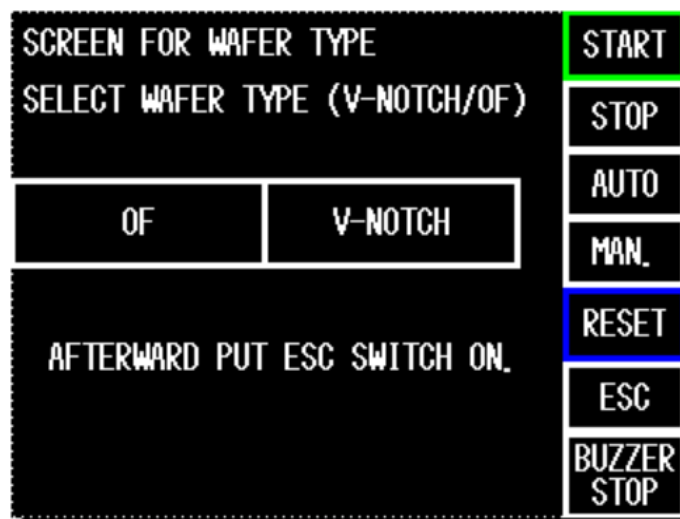 SCREEN FOR WAFER TYPE
SELECT WAFER TYPE (V-NOTCH/OF)
OF
V-NOTCH
AFTERWARD PUT ESC SWITCH ON.
START
STOP
AUTO
MAN.
RESET
ESC
BUZZER
STOP